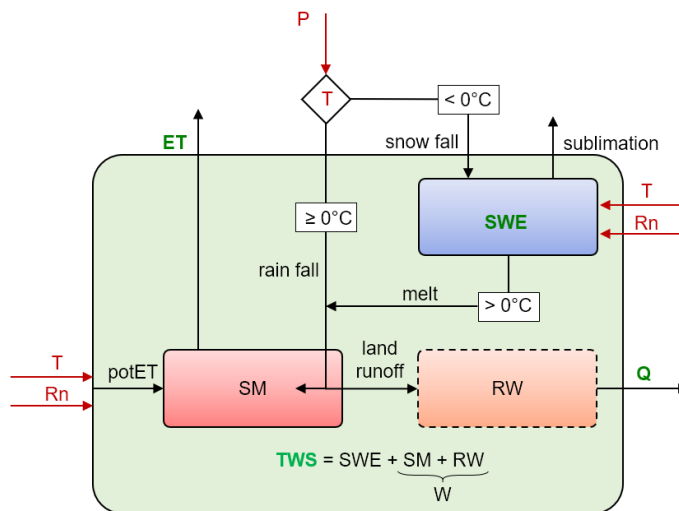 P
T
< 0°C
ET
snow fall
sublimation
T
≥ 0°C
SWE
Rn
rain fall
melt
> 0°C
T
potET
SM
land
runoff
RW
Q
Rn
TWS = SWE + SM + RW
W